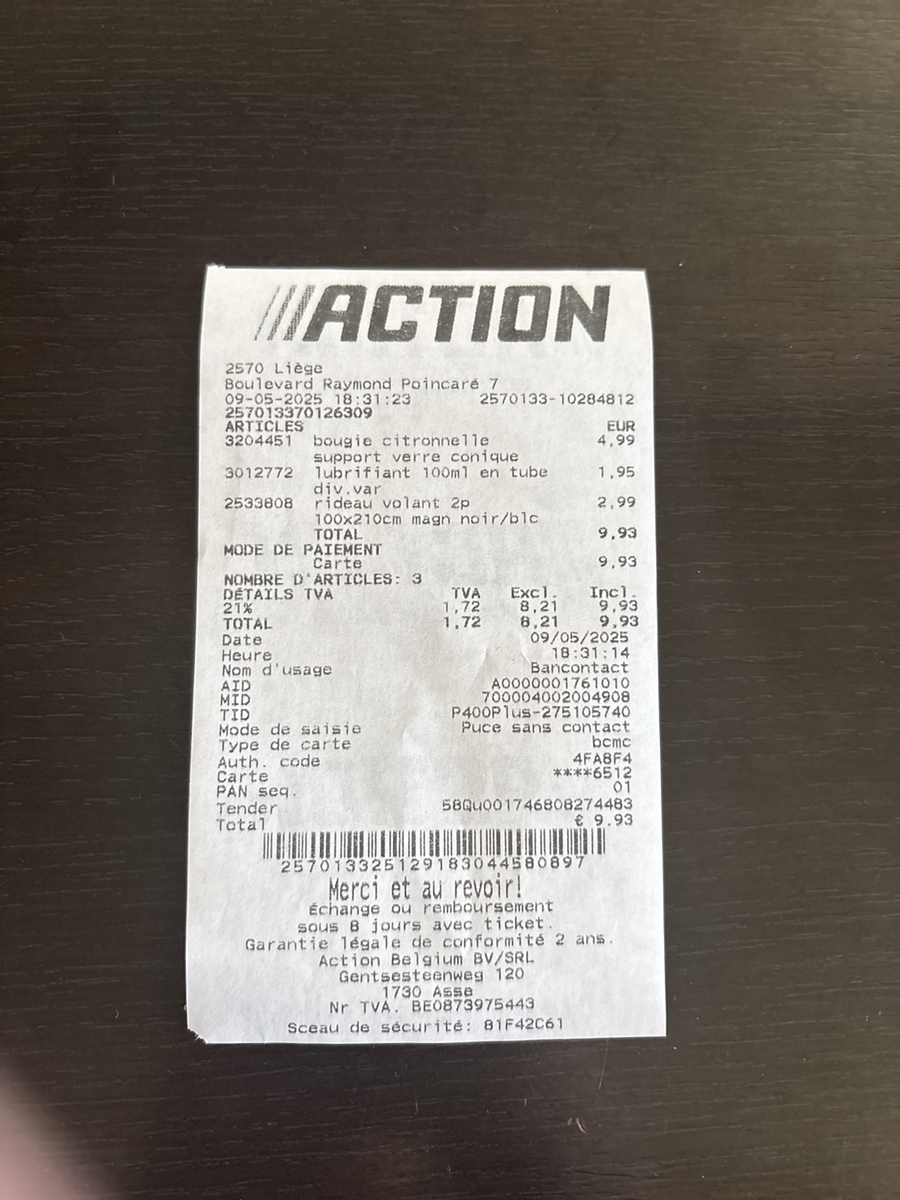 ACTION
2570 Liège
Boulevard Raymond Poincaré 7
09-05-2025 18:31:23 2570133-10284812
257013370126309
ARTICLES EUR
3204451 bougie citronnelle 4,99
support verre conique
3012772 lubrifiant 100ml en tube 1,95
div.var
2533808 rideau volant 2p 2,99
100x210cm magn noir/blc
TOTAL 9,93
MODE DE PAIEMENT
Carte 9,93
NOMBRE D'ARTICLES: 3
DÉTAILS TVA TVA Excl. Incl.
21% 1,72 8,21 9,93
TOTAL 1,72 8,21 9,93
Date 09/05/2025
Heure 18:31:14
Nom d'usage Bancontact
AID A0000001761010
MID 700004002004908
TID P400Plus-275105740
Mode de saisie Puce sans contact
Type de carte bcmc
Auth. code 4FA8F4
Carte ****6512
PAN seq. 01
Tender 58Qu001746808274483
Total € 9.93
2570133251291830445808​97
Merci et au revoir!
Échange ou remboursement
sous 8 jours avec ticket.
Garantie légale de conformité 2 ans.
Action Belgium BV/SRL
Gentsesteenweg 120
1730 Asse
Nr TVA. BE0873975443
Sceau de sécurité: 81F42C61